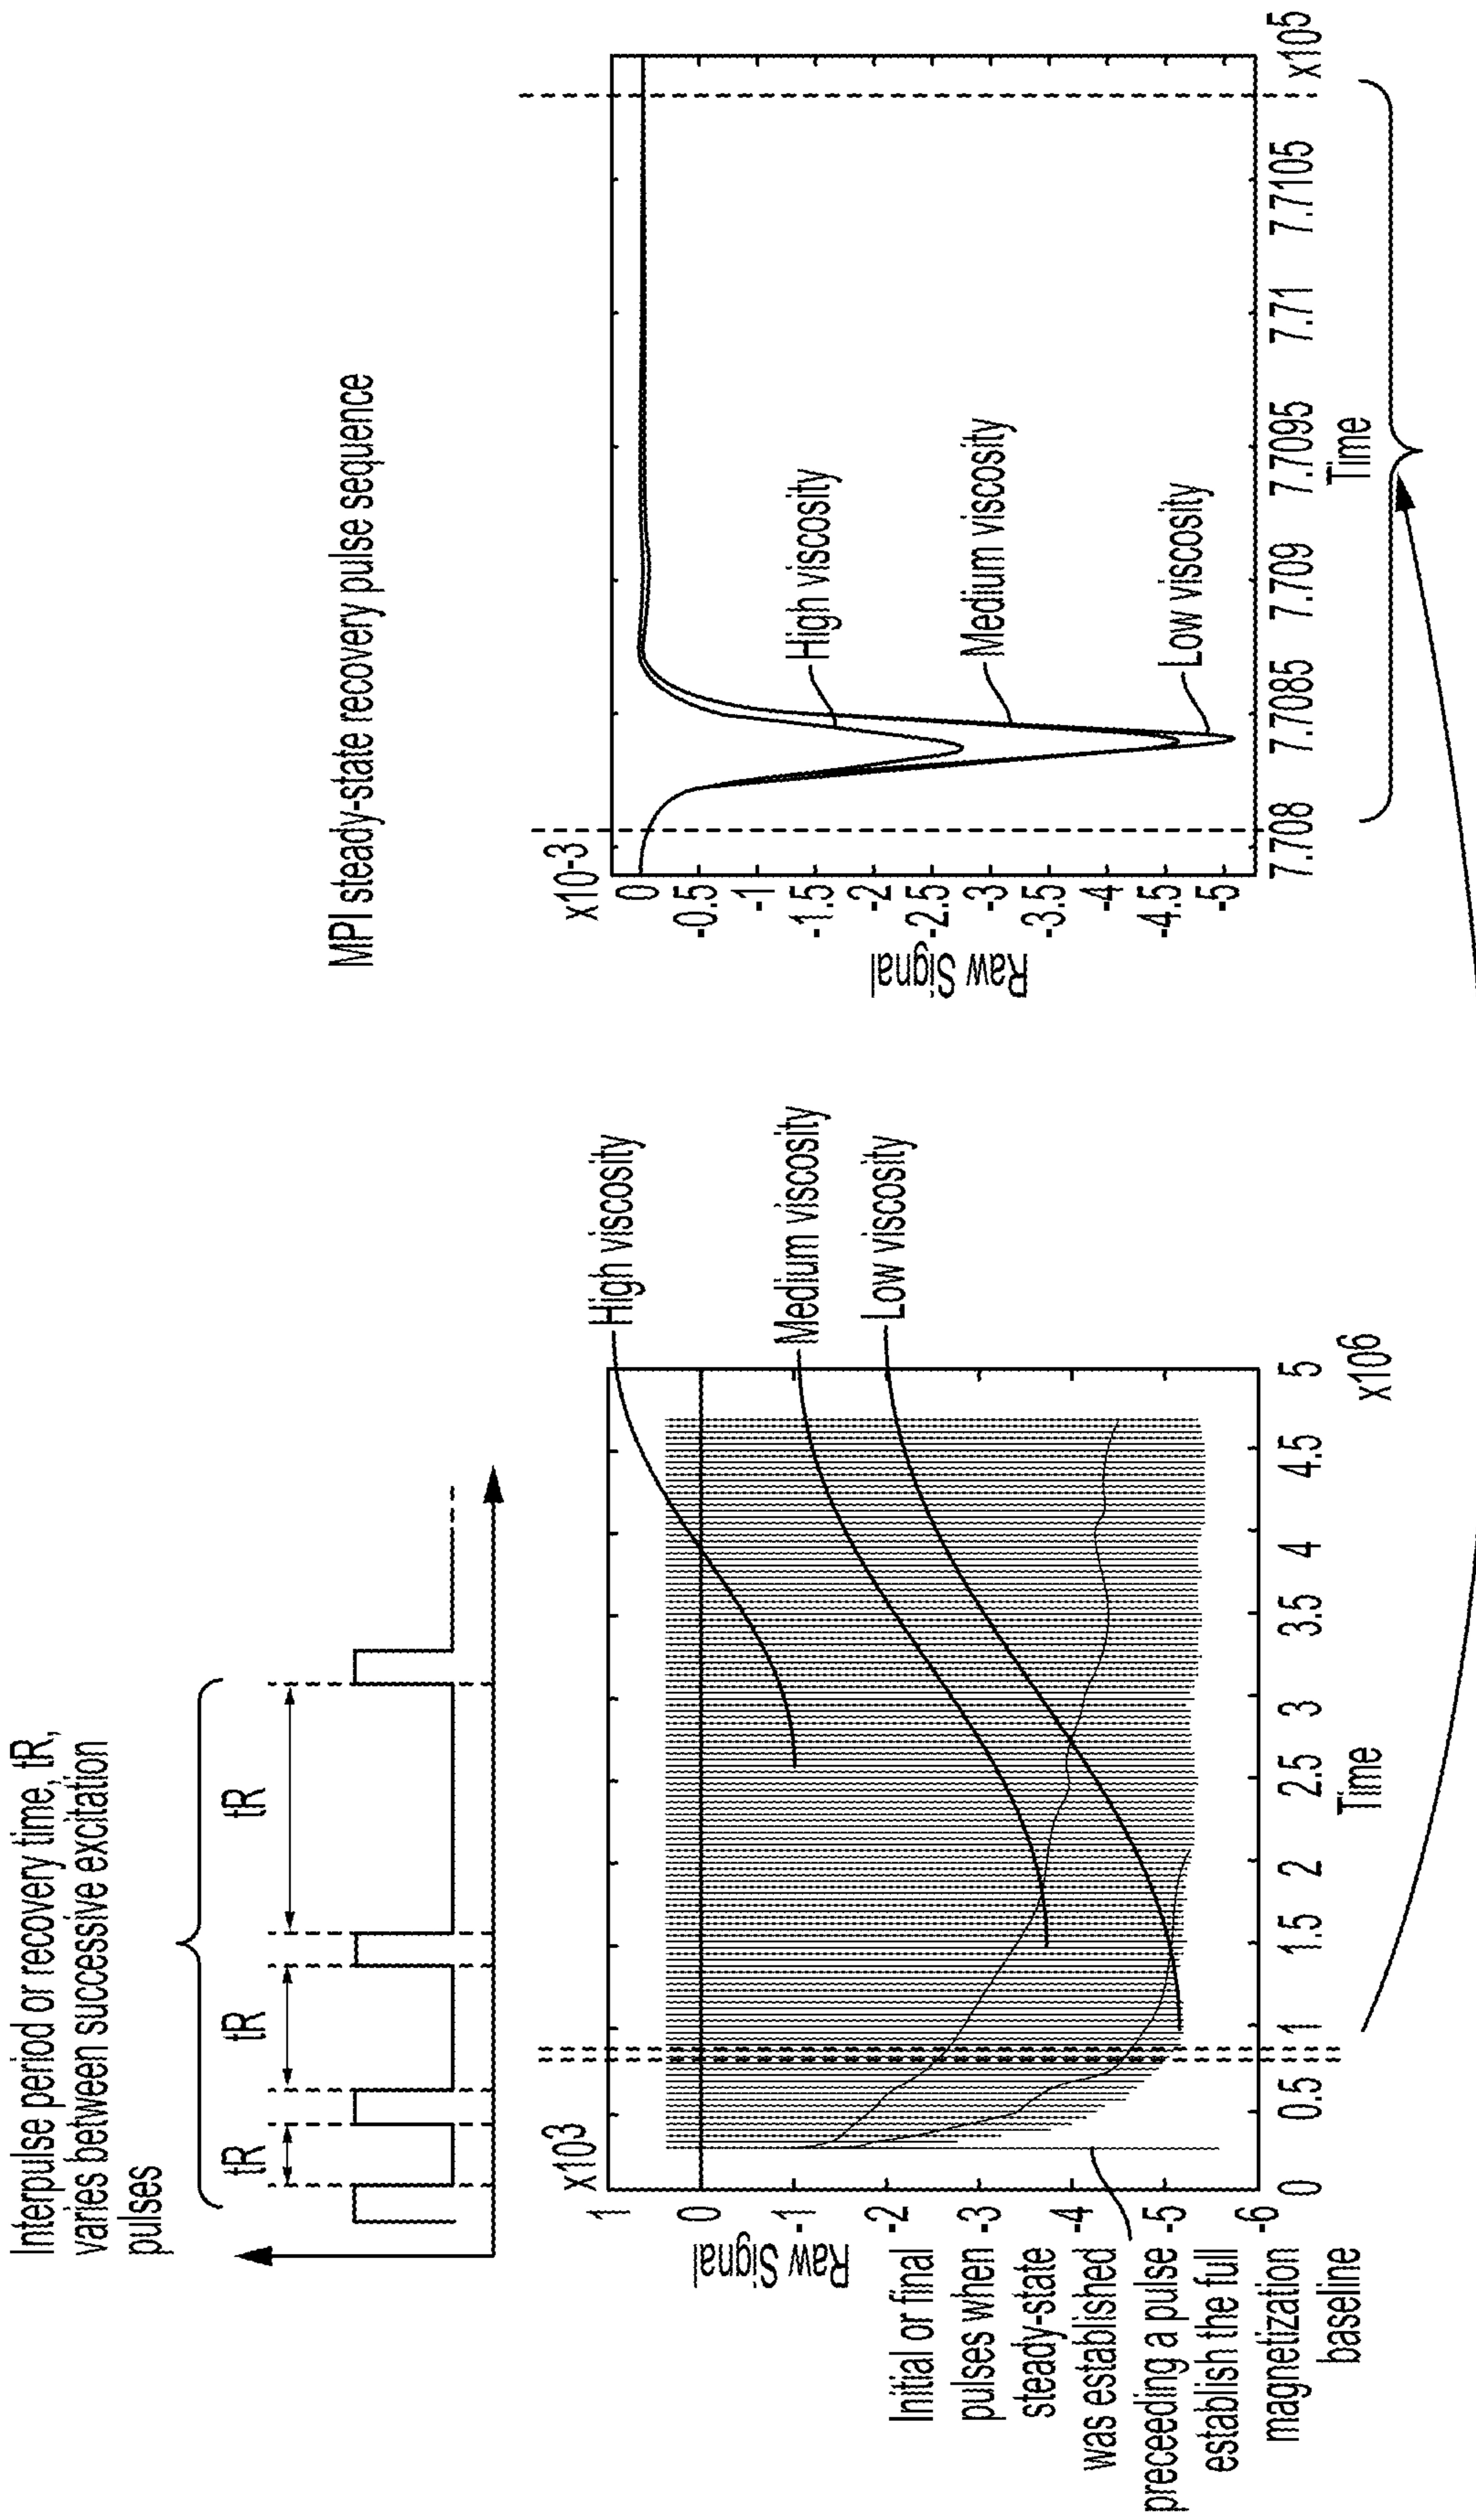 Interpulse period or recovery time, tR,
varies between successive excitation
pulses
tR
tR
tR
MPI steady-state recovery pulse sequence
x10³
1
0
-1
-2
-3
-4
-5
-6
Raw Signal
0
0.5
1
1.5
2
2.5
3
3.5
4
4.5
5
x10⁶
Time
High viscosity
Medium viscosity
Low viscosity
Initial or final
pulses when
steady-state
was established
preceeding a pulse
establish the full
magnetization
baseline
x10-3
0
-0.5
-1
-1.5
-2
-2.5
-3
-3.5
-4
-4.5
-5
Raw Signal
High viscosity
Medium viscosity
Low viscosity
7.708
7.7085
7.709
7.7095
7.71
7.7105
x10⁵
Time